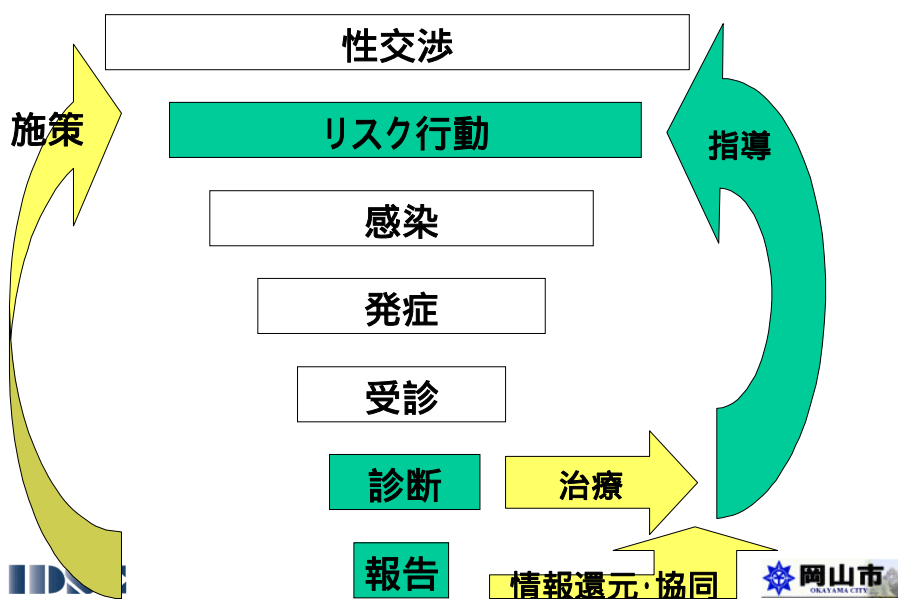 性交渉
施策
リスク行動
指導
感染
発症
受診
診断
治療
報告
情報還元・協同
岡山市
OKAYAMA CITY